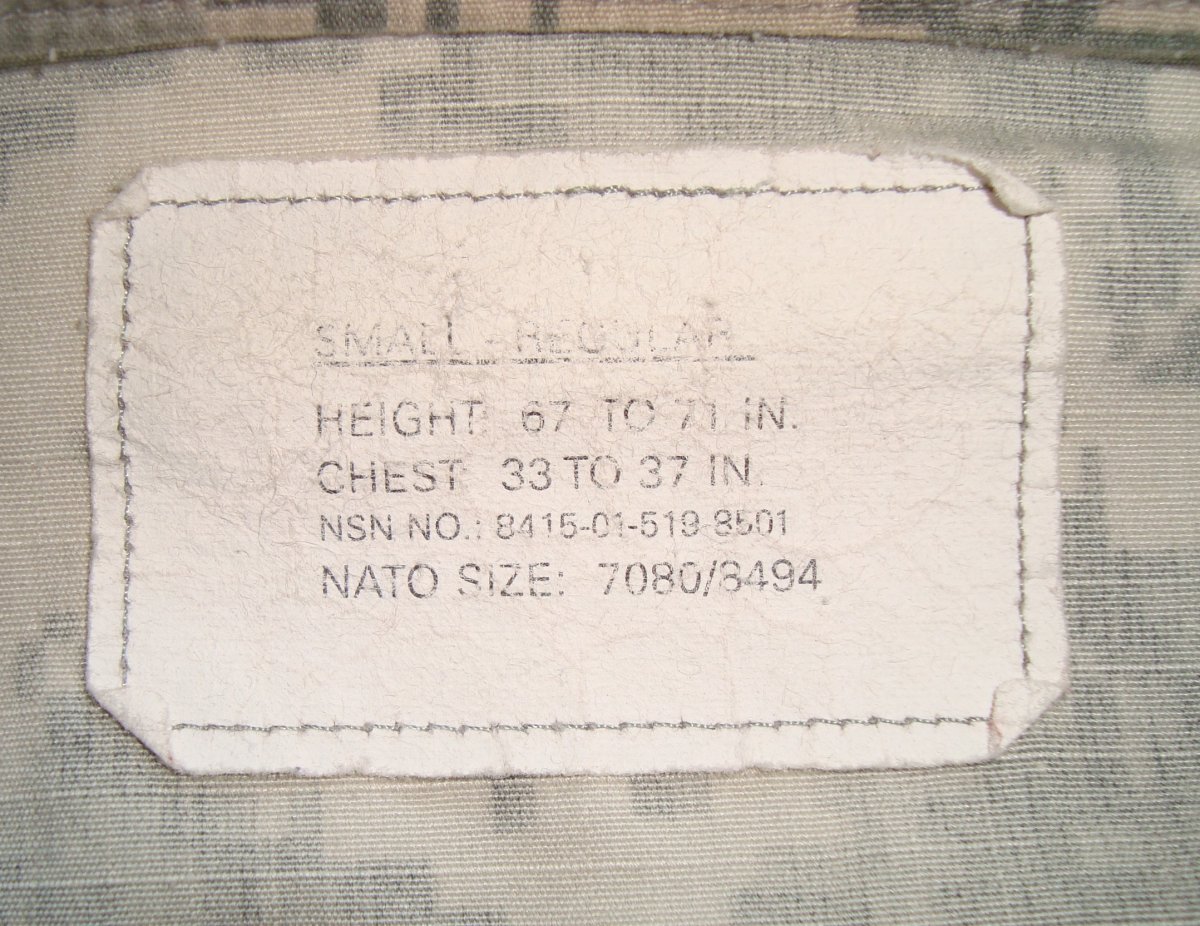 SMALL - REGULAR
HEIGHT: 67 TO 71 IN.
CHEST: 33 TO 37 IN.
NSN NO.: 8415-01-519-8501
NATO SIZE: 7080/8494